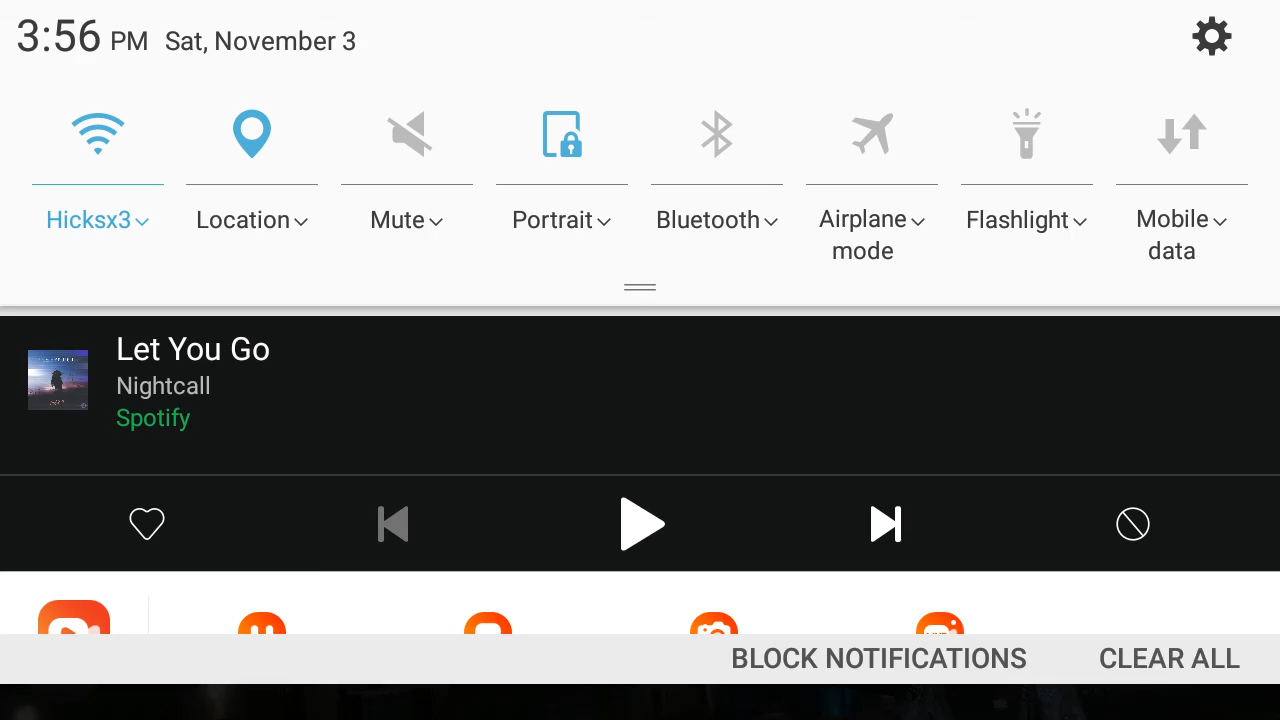 3:56 PM Sat, November 3
Hicksx3 Location Mute Portrait Bluetooth Airplane mode Flashlight Mobile data
Let You Go
Nightcall
Spotify
BLOCK NOTIFICATIONS CLEAR ALL